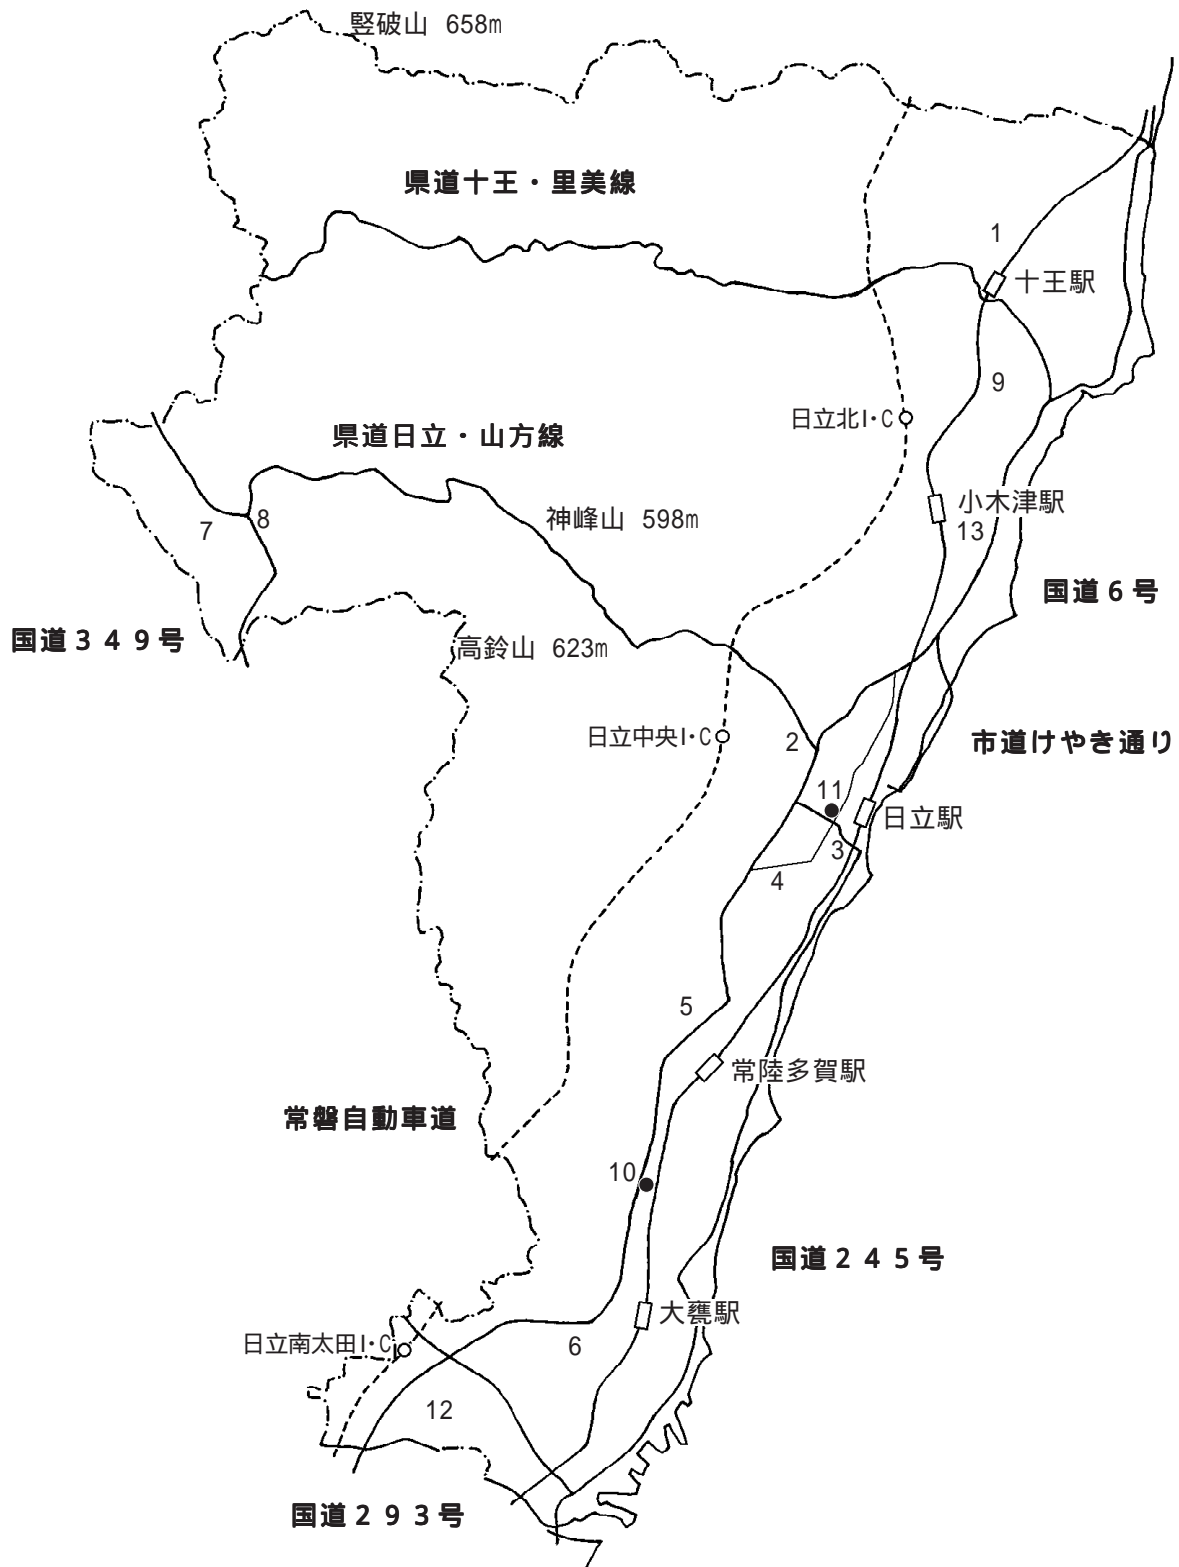 竪破山 658m
県道十王・里美線
1
十王駅
9
日立北I・C
県道日立・山方線
小木津駅
神峰山 598m
7
8
13
国道6号
国道349号
高鈴山 623m
日立中央I・C
2
市道けやき通り
11
日立駅
3
4
5
常陸多賀駅
常磐自動車道
10
国道245号
大甕駅
日立南太田I・C
6
12
国道293号